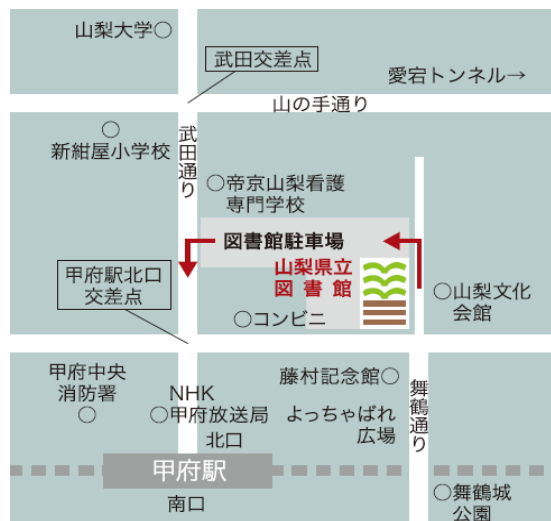 山梨大学○
武田交差点
愛宕トンネル→
山の手通り
○
新紺屋小学校
武田通り
○帝京山梨看護
専門学校
図書館駐車場
山梨県立
図書館
甲府駅北口
交差点
○コンビニ
○山梨文化
会館
甲府中央
消防署
○
NHK
○甲府放送局
北口
藤村記念館○
よっちゃばれ
広場
舞鶴通り
甲府駅
南口
○舞鶴城
公園